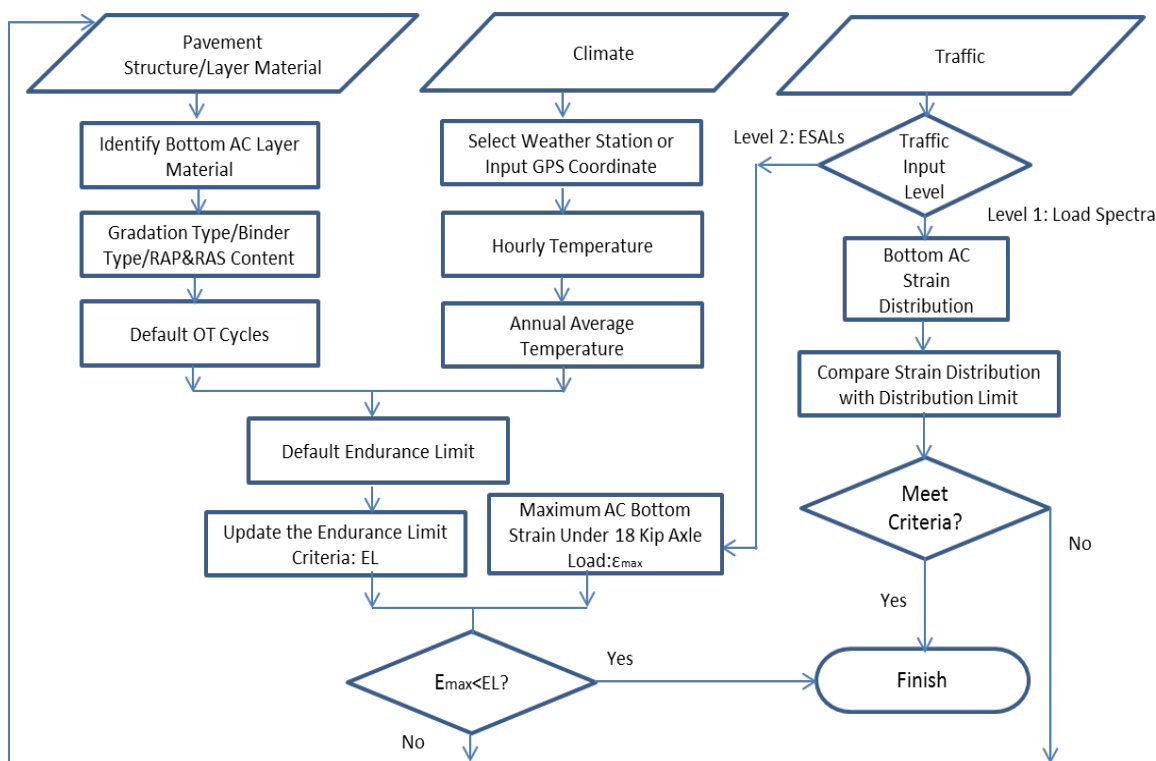 Pavement
Structure/Layer Material
Climate
Traffic
Identify Bottom AC Layer
Material
Select Weather Station or
Input GPS Coordinate
Level 2: ESALs
Traffic
Input
Level
Level 1: Load Spectra
Gradation Type/Binder
Type/RAP&RAS Content
Hourly Temperature
Bottom AC
Strain
Distribution
Default OT Cycles
Annual Average
Temperature
Compare Strain Distribution
with Distribution Limit
Default Endurance Limit
Meet
Criteria?
No
Update the Endurance Limit
Criteria: EL
Maximum AC Bottom
Strain Under 18 Kip Axle
Load:εmax
Yes
Emax<EL?
Yes
Finish
No